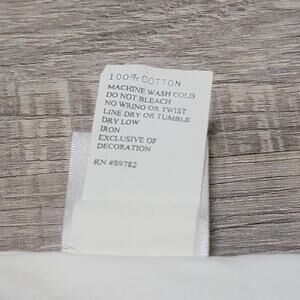 100% COTTON
MACHINE WASH COLD
DO NOT BLEACH
NO WRING OR TWIST
LINE DRY OR TUMBLE
DRY LOW
IRON
EXCLUSIVE OF
DECORATION
RN #89782